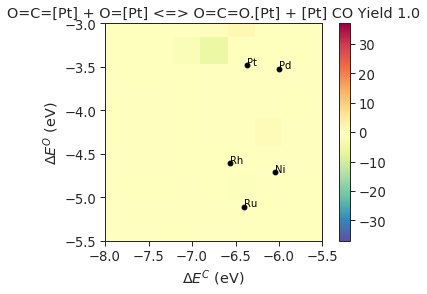 O=C=[Pt] + O=[Pt] <=> O=C=O.[Pt] + [Pt] CO Yield 1.0
−3.0
−3.5
−4.0
−4.5
−5.0
−5.5
ΔE^O (eV)
Pt
Pd
Rh
Ni
Ru
−8.0 −7.5 −7.0 −6.5 −6.0 −5.5
ΔE^C (eV)
30
20
10
0
−10
−20
−30